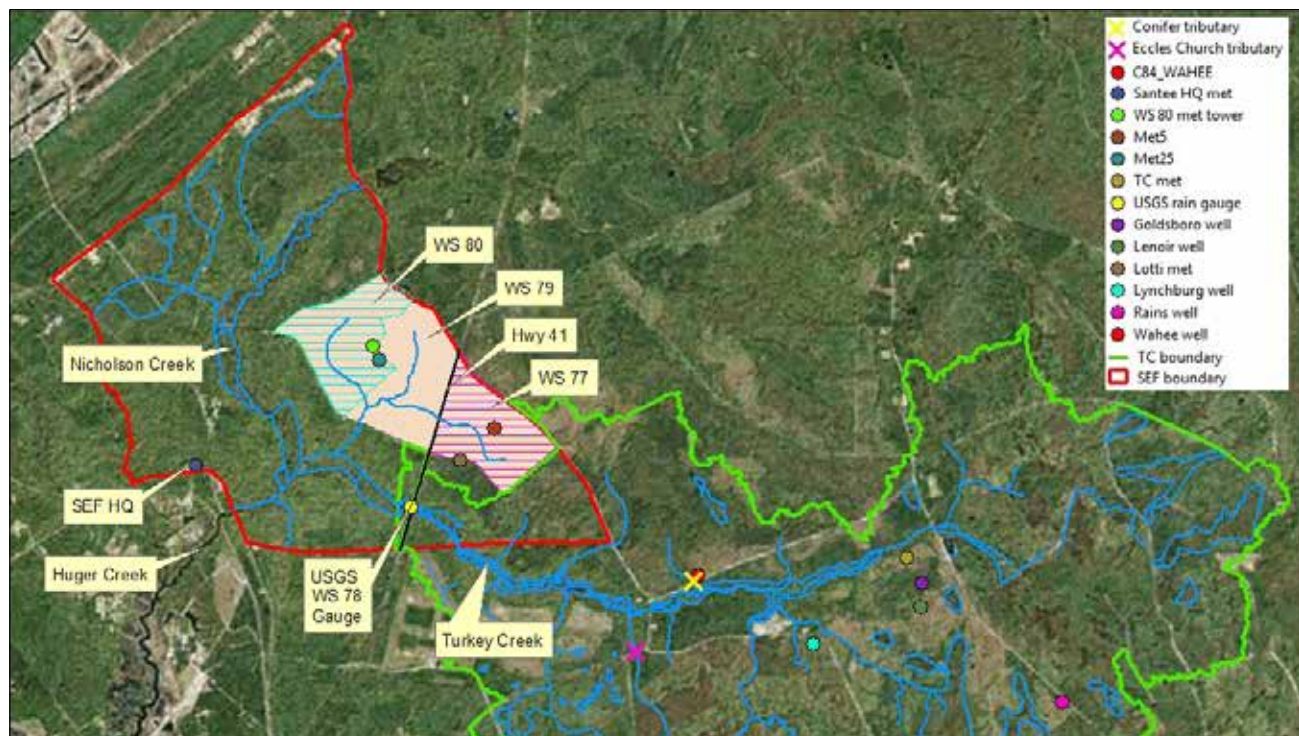 Conifer tributary
Eccles Church tributary
C84_WAHEE
Santee HQ met
WS 80 met tower
Met5
Met25
TC met
USGS rain gauge
Goldsboro well
Lenoir well
Lotti met
Lynchburg well
Rains well
Wahee well
TC boundary
SEF boundary
WS 80
WS 79
Hwy 41
WS 77
Nicholson Creek
SEF HQ
Huger Creek
USGS
WS 78
Gauge
Turkey Creek